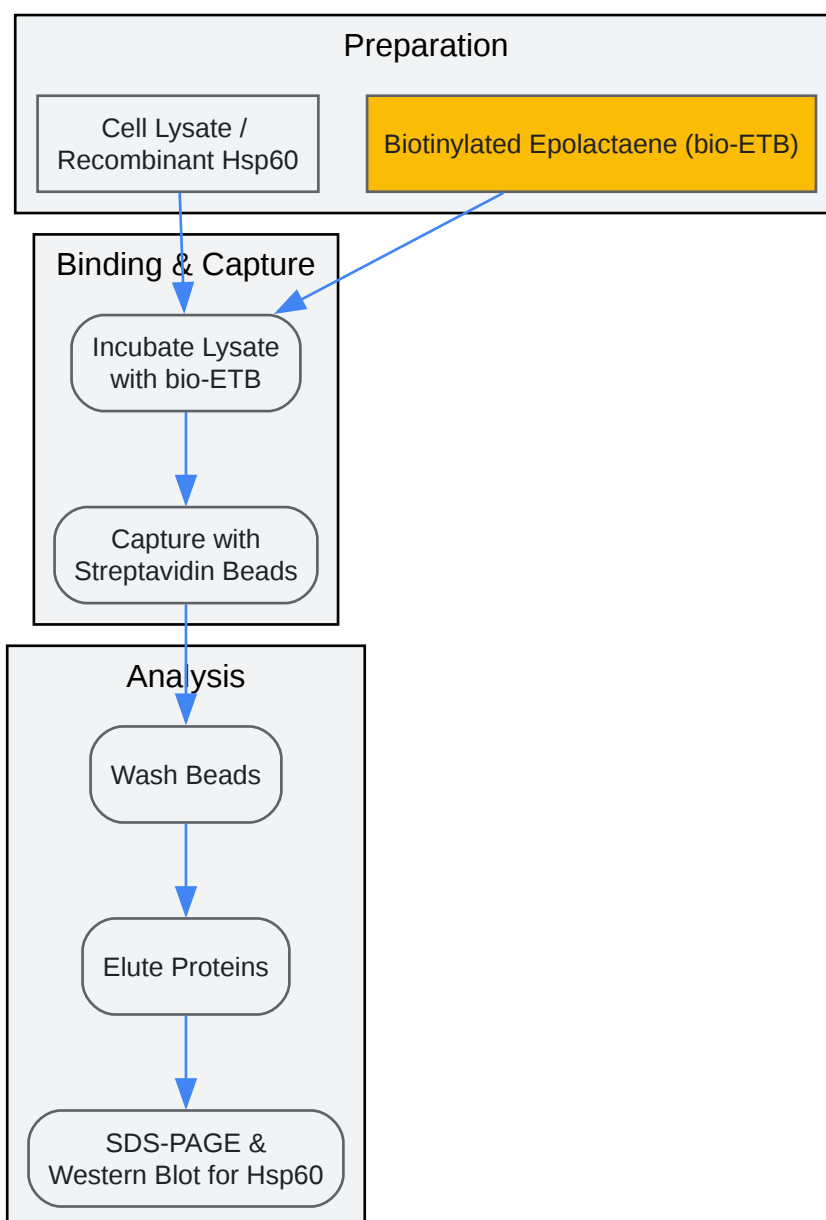 Preparation
Cell Lysate /
Recombinant Hsp60
Biotinylated Epolactaene (bio-ETB)
Binding & Capture
Incubate Lysate
with bio-ETB
Capture with
Streptavidin Beads
Analysis
Wash Beads
Elute Proteins
SDS-PAGE &
Western Blot for Hsp60